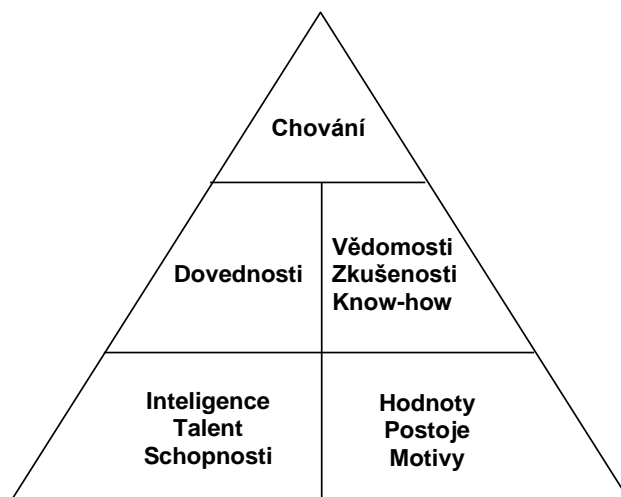 Chování
Dovednosti
Vědomosti
Zkušenosti
Know-how
Inteligence
Talent
Schopnosti
Hodnoty
Postoje
Motivy